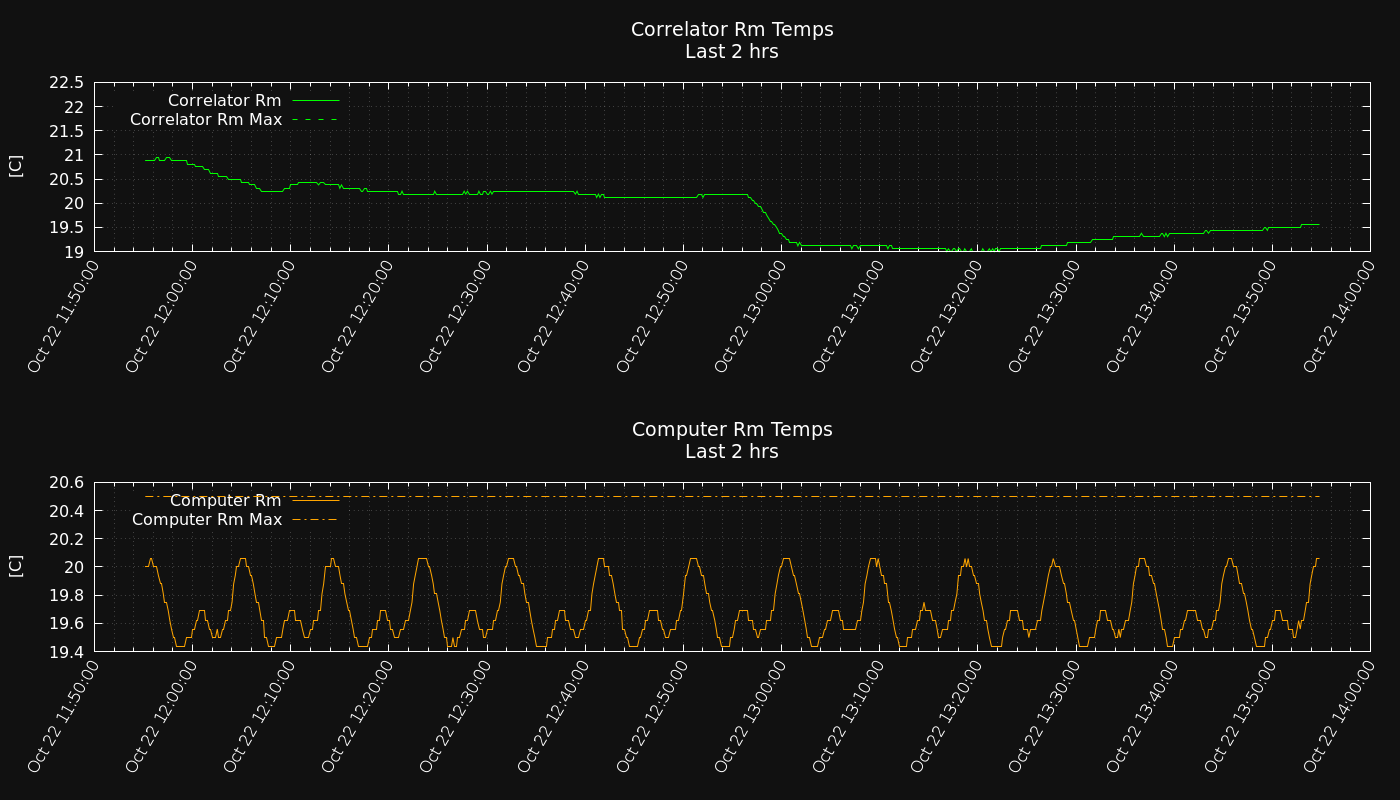 Correlator Rm Temps
Last 2 hrs
22.5
22
21.5
21
20.5
20
19.5
19
[C]
Correlator Rm
Correlator Rm Max
Oct 22 11:50:00
Oct 22 12:00:00
Oct 22 12:10:00
Oct 22 12:20:00
Oct 22 12:30:00
Oct 22 12:40:00
Oct 22 12:50:00
Oct 22 13:00:00
Oct 22 13:10:00
Oct 22 13:20:00
Oct 22 13:30:00
Oct 22 13:40:00
Oct 22 13:50:00
Oct 22 14:00:00
Computer Rm Temps
Last 2 hrs
20.6
20.4
20.2
20
19.8
19.6
19.4
[C]
Computer Rm
Computer Rm Max
Oct 22 11:50:00
Oct 22 12:00:00
Oct 22 12:10:00
Oct 22 12:20:00
Oct 22 12:30:00
Oct 22 12:40:00
Oct 22 12:50:00
Oct 22 13:00:00
Oct 22 13:10:00
Oct 22 13:20:00
Oct 22 13:30:00
Oct 22 13:40:00
Oct 22 13:50:00
Oct 22 14:00:00